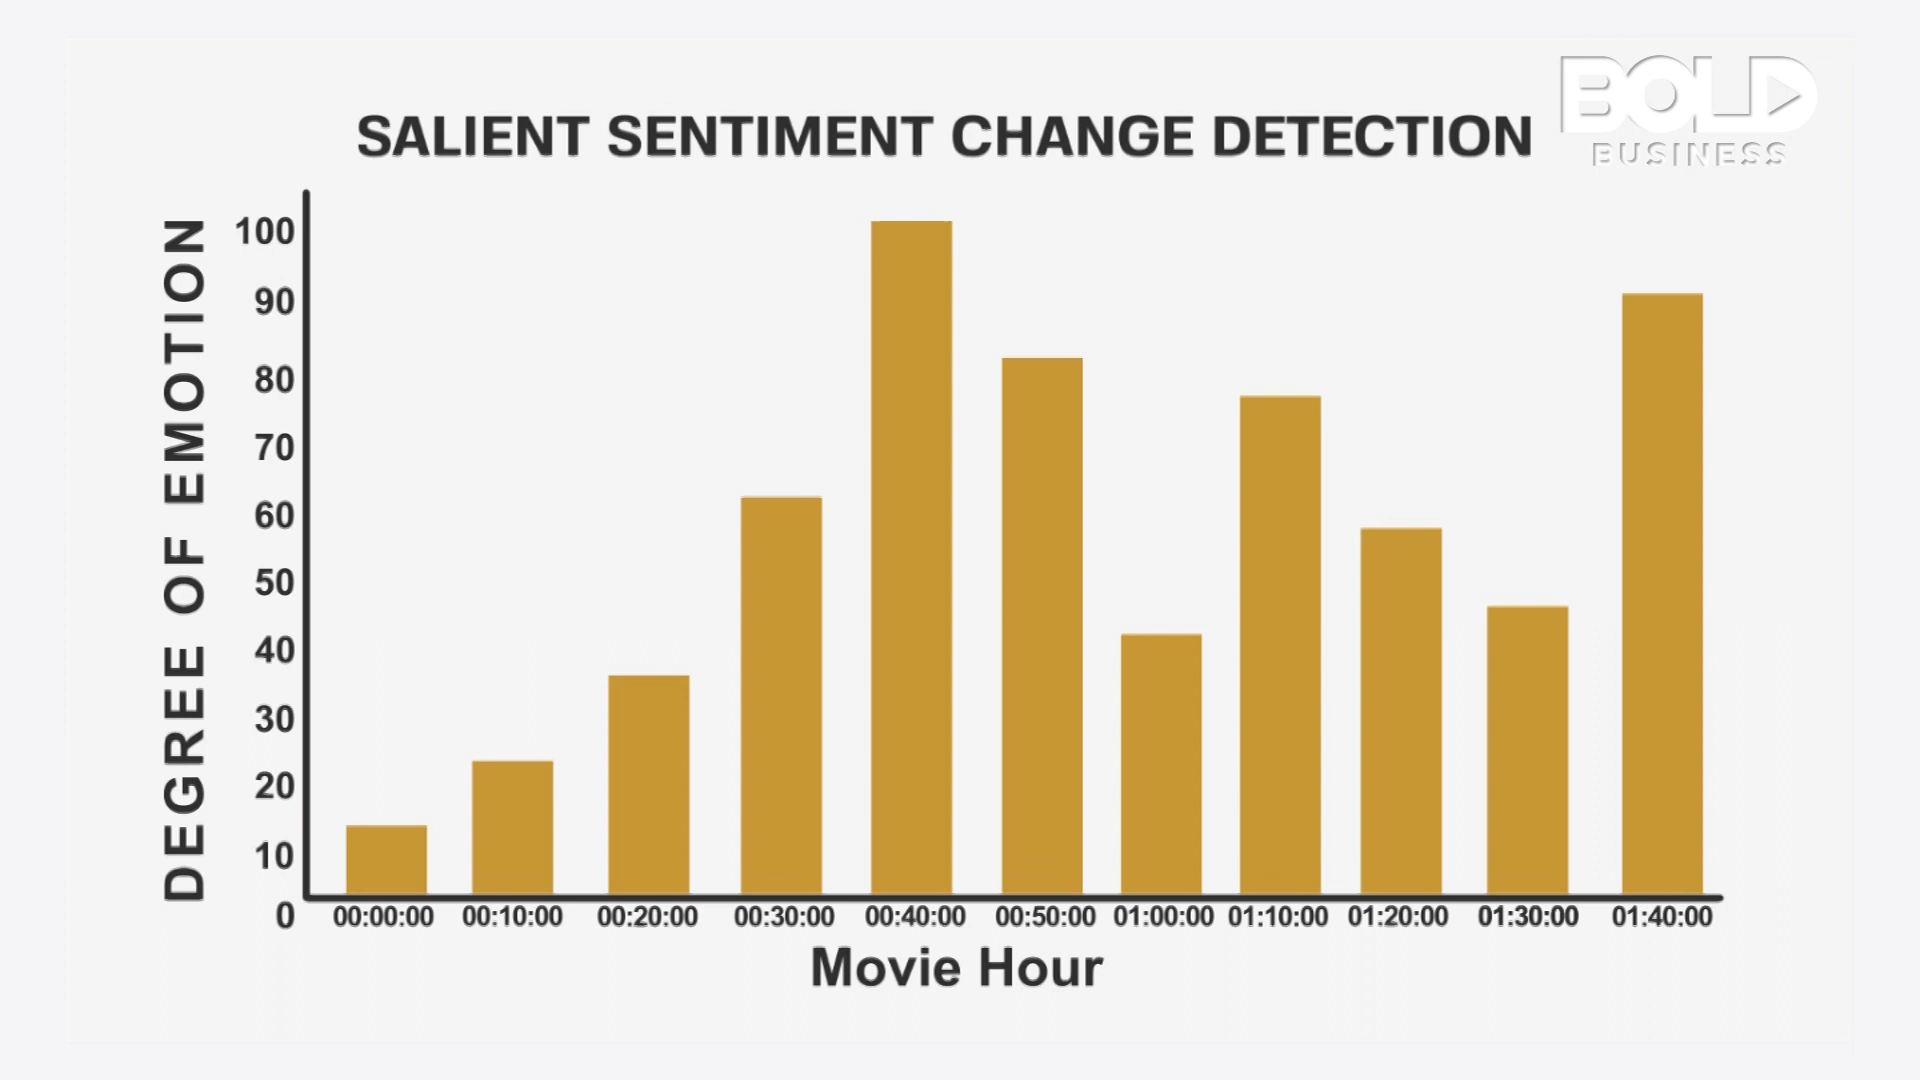 BOLD
BUSINESS
SALIENT SENTIMENT CHANGE DETECTION
DEGREE OF EMOTION
100
90
80
70
60
50
40
30
20
10
0
00:00:00 00:10:00 00:20:00 00:30:00 00:40:00 00:50:00 01:00:00 01:10:00 01:20:00 01:30:00 01:40:00
Movie Hour